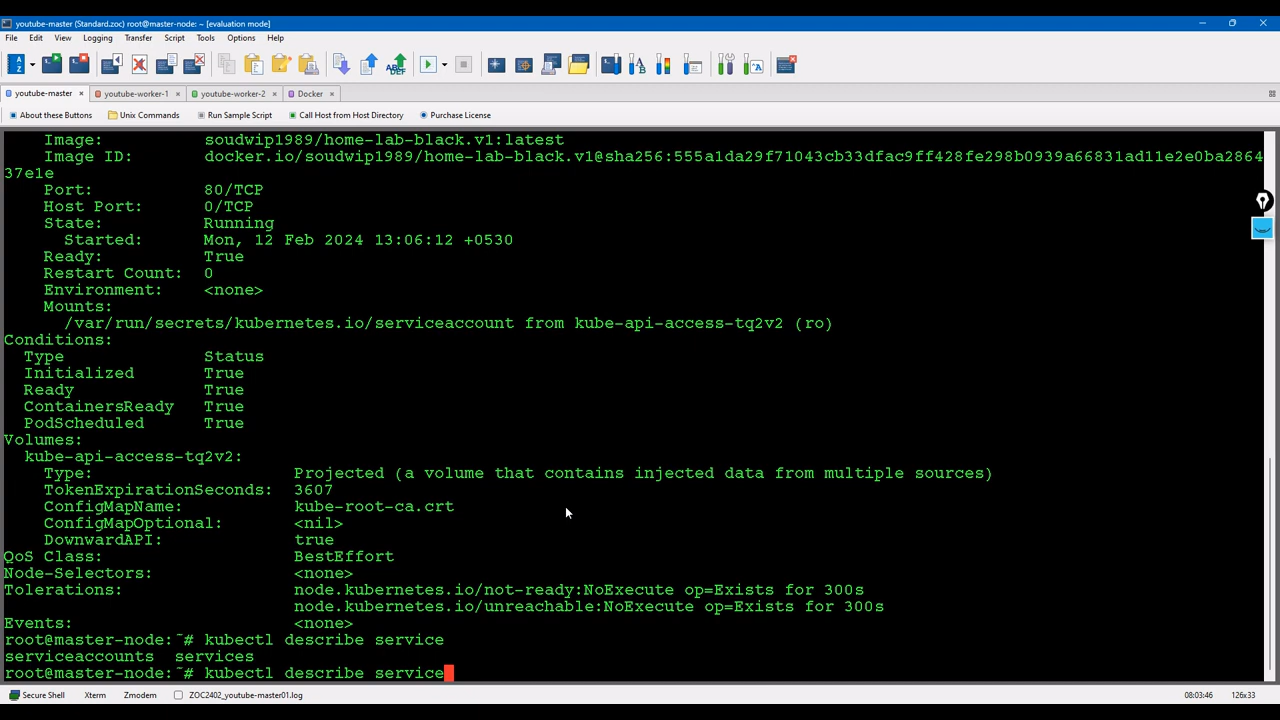 youtube-master (Standard.zoc) root@master-node: ~ [evaluation mode]
File Edit View Logging Transfer Script Tools Options Help
youtube-master youtube-worker-1 youtube-worker-2 Docker
About these Buttons Unix Commands Run Sample Script Call Host from Host Directory Purchase License
Image: soudwip1989/home-lab-black.v1:latest
Image ID: docker.io/soudwip1989/home-lab-black.v1@sha256:555a1da29f71043cb33dfac9ff428fe298b0939a66831ad11e2e0ba2864
37e1e
Port: 80/TCP
Host Port: 0/TCP
State: Running
Started: Mon, 12 Feb 2024 13:06:12 +0530
Ready: True
Restart Count: 0
Environment: <none>
Mounts:
/var/run/secrets/kubernetes.io/serviceaccount from kube-api-access-tq2v2 (ro)
Conditions:
Type Status
Initialized True
Ready True
ContainersReady True
PodScheduled True
Volumes:
kube-api-access-tq2v2:
Type: Projected (a volume that contains injected data from multiple sources)
TokenExpirationSeconds: 3607
ConfigMapName: kube-root-ca.crt
ConfigMapOptional: <nil>
DownwardAPI: true
QoS Class: BestEffort
Node-Selectors: <none>
Tolerations: node.kubernetes.io/not-ready:NoExecute op=Exists for 300s
node.kubernetes.io/unreachable:NoExecute op=Exists for 300s
Events: <none>
root@master-node:~# kubectl describe service
serviceaccounts services
root@master-node:~# kubectl describe service
Secure Shell Xterm Zmodem ZOC2402_youtube-master01.log 08:03:46 126x33